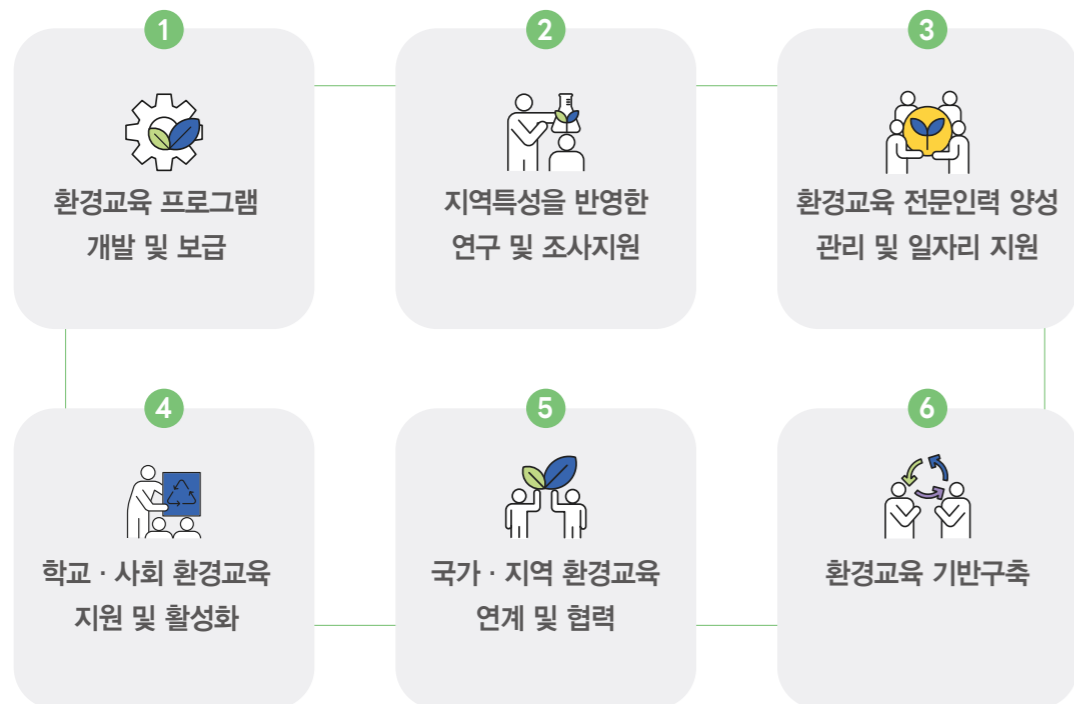 1
환경교육 프로그램
개발 및 보급
2
지역특성을 반영한
연구 및 조사지원
3
환경교육 전문인력 양성
관리 및 일자리 지원
4
학교 · 사회 환경교육
지원 및 활성화
5
국가 · 지역 환경교육
연계 및 협력
6
환경교육 기반구축